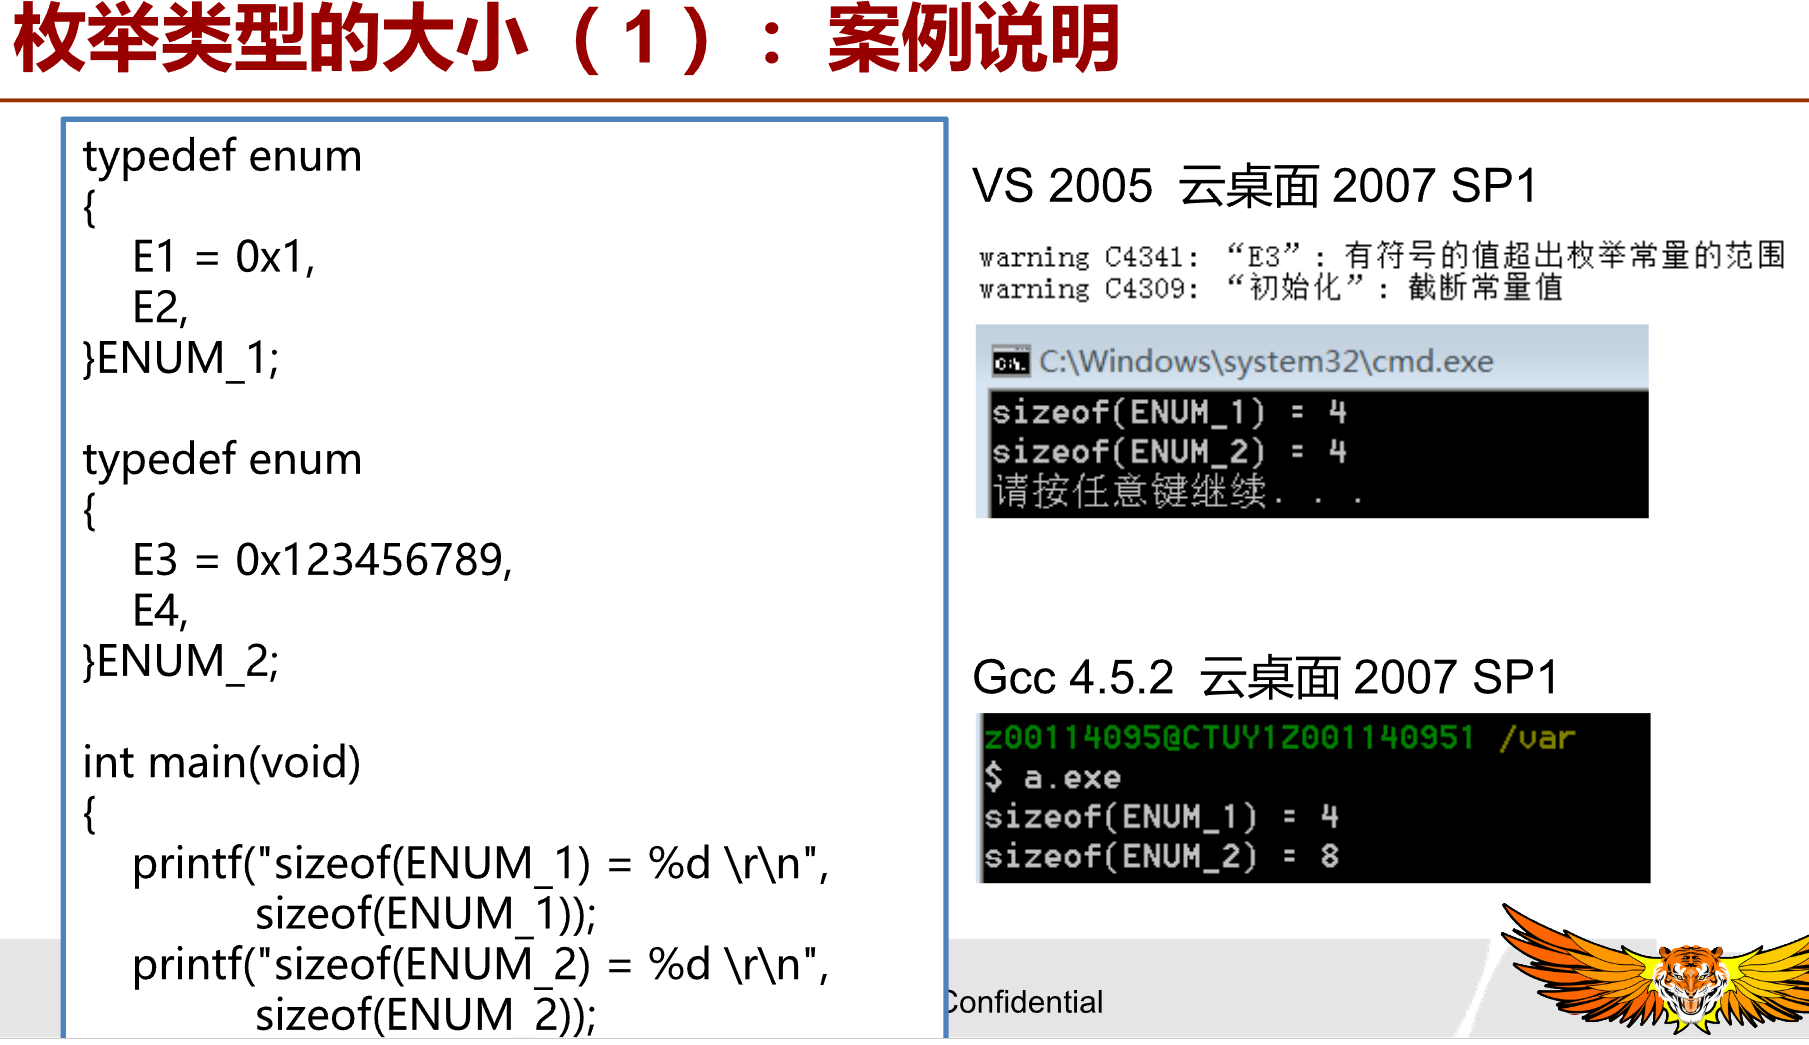 枚举类型的大小（1）：案例说明
typedef enum
{
E1 = 0x1,
E2,
}ENUM_1;
typedef enum
{
E3 = 0x123456789,
E4,
}ENUM_2;
int main(void)
{
printf("sizeof(ENUM_1) = %d \r\n",
sizeof(ENUM_1));
printf("sizeof(ENUM_2) = %d \r\n",
sizeof(ENUM_2));
VS 2005 云桌面 2007 SP1
warning C4341: “E3”: 有符号的值超出枚举常量的范围
warning C4309: “初始化”: 截断常量值
C:\Windows\system32\cmd.exe
sizeof(ENUM_1) = 4
sizeof(ENUM_2) = 4
请按任意键继续. . .
Gcc 4.5.2 云桌面 2007 SP1
z00114095@CTUY1Z001140951 /var
$ a.exe
sizeof(ENUM_1) = 4
sizeof(ENUM_2) = 8
Confidential